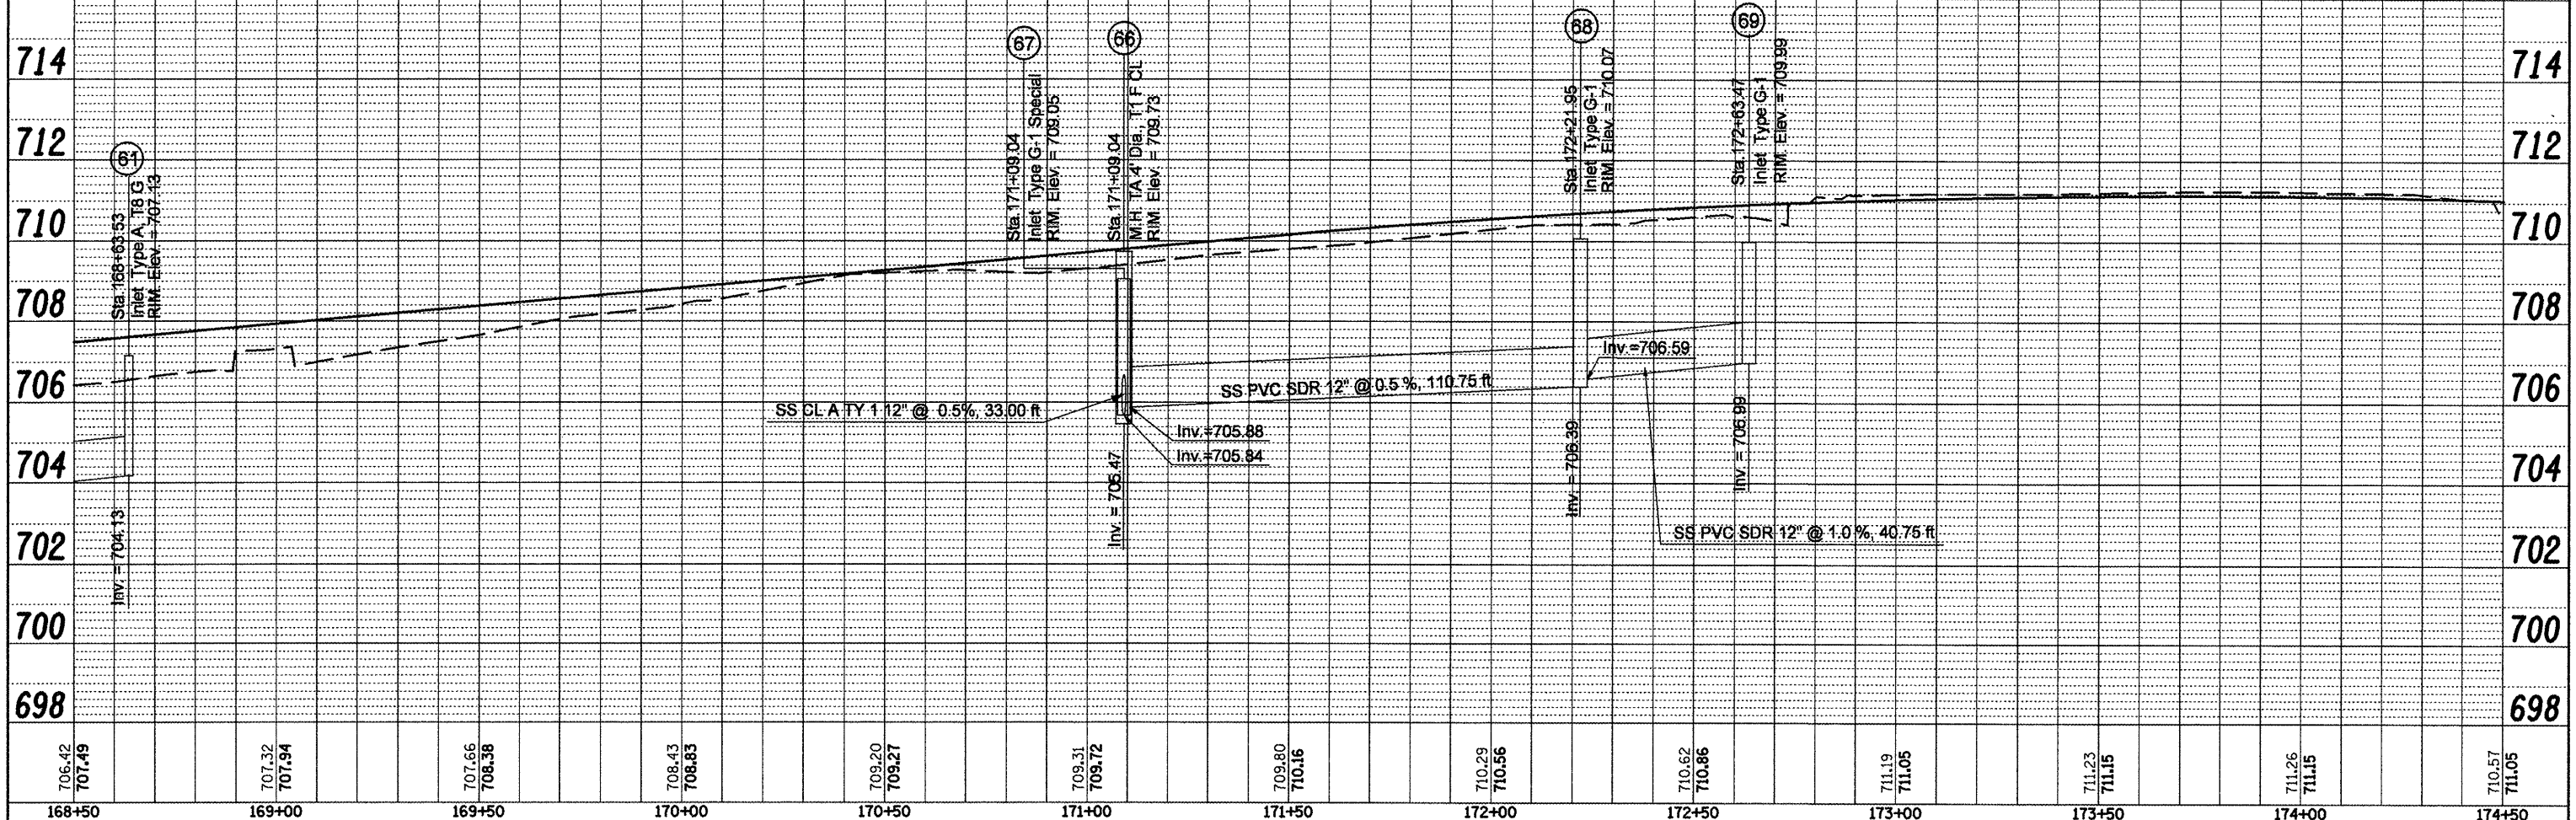 67
66
68
69
61
714
712
710
708
706
704
702
700
698
714
712
710
708
706
704
702
700
698
Sta.168+63.53
Inlet Type A, T8 G
RIM. Elev. = 707.13
Inv. = 704.13
Sta.171+09.04
Inlet Type G-1 Special
RIM. Elev. = 709.05
Sta.171+09.04
M.H. TA 4' Dia., T1 F CL
RIM. Elev. = 709.73
Inv. = 705.47
Sta.172+21.95
Inlet Type G-1
RIM. Elev. = 710.07
Inv. = 706.39
Sta.172+63.47
Inlet Type G-1
RIM. Elev. = 709.99
Inv. = 706.99
Inv.=706.59
SS PVC SDR 12" @ 0.5 %, 110.75 ft
SS CL A TY 1 12" @ 0.5%, 33.00 ft
Inv.=705.88
Inv.=705.84
SS PVC SDR 12" @ 1.0 %, 40.75 ft
706.42
707.49
707.32
707.94
707.66
708.38
708.43
708.83
709.20
709.27
709.31
709.72
709.80
710.16
710.29
710.56
710.62
710.86
711.19
711.05
711.23
711.15
711.26
711.15
710.57
711.05
168+50
169+00
169+50
170+00
170+50
171+00
171+50
172+00
172+50
173+00
173+50
174+00
174+50